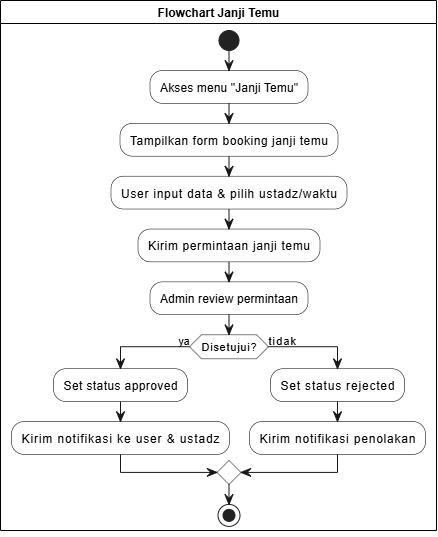 Flowchart Janji Temu
Akses menu "Janji Temu"
Tampilkan form booking janji temu
User input data & pilih ustadz/waktu
Kirim permintaan janji temu
Admin review permintaan
ya
Disetujui?
tidak
Set status approved
Set status rejected
Kirim notifikasi ke user & ustadz
Kirim notifikasi penolakan